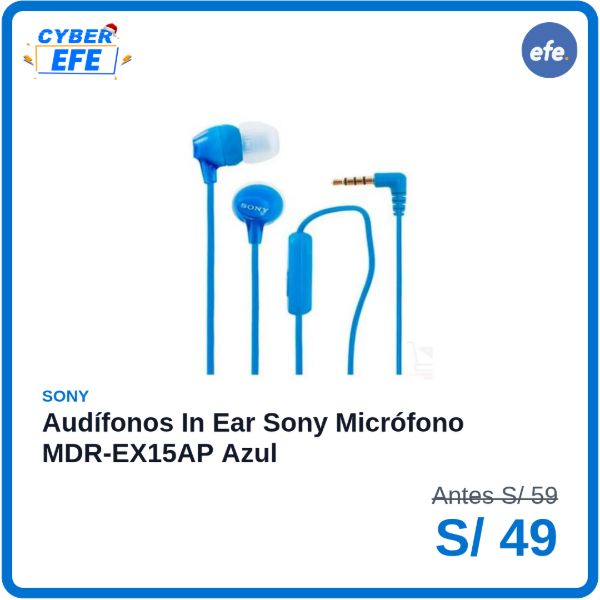 CYBER
EFE
efe.
SONY
SONY
Audífonos In Ear Sony Micrófono
MDR-EX15AP Azul
Antes S/ 59
S/ 49